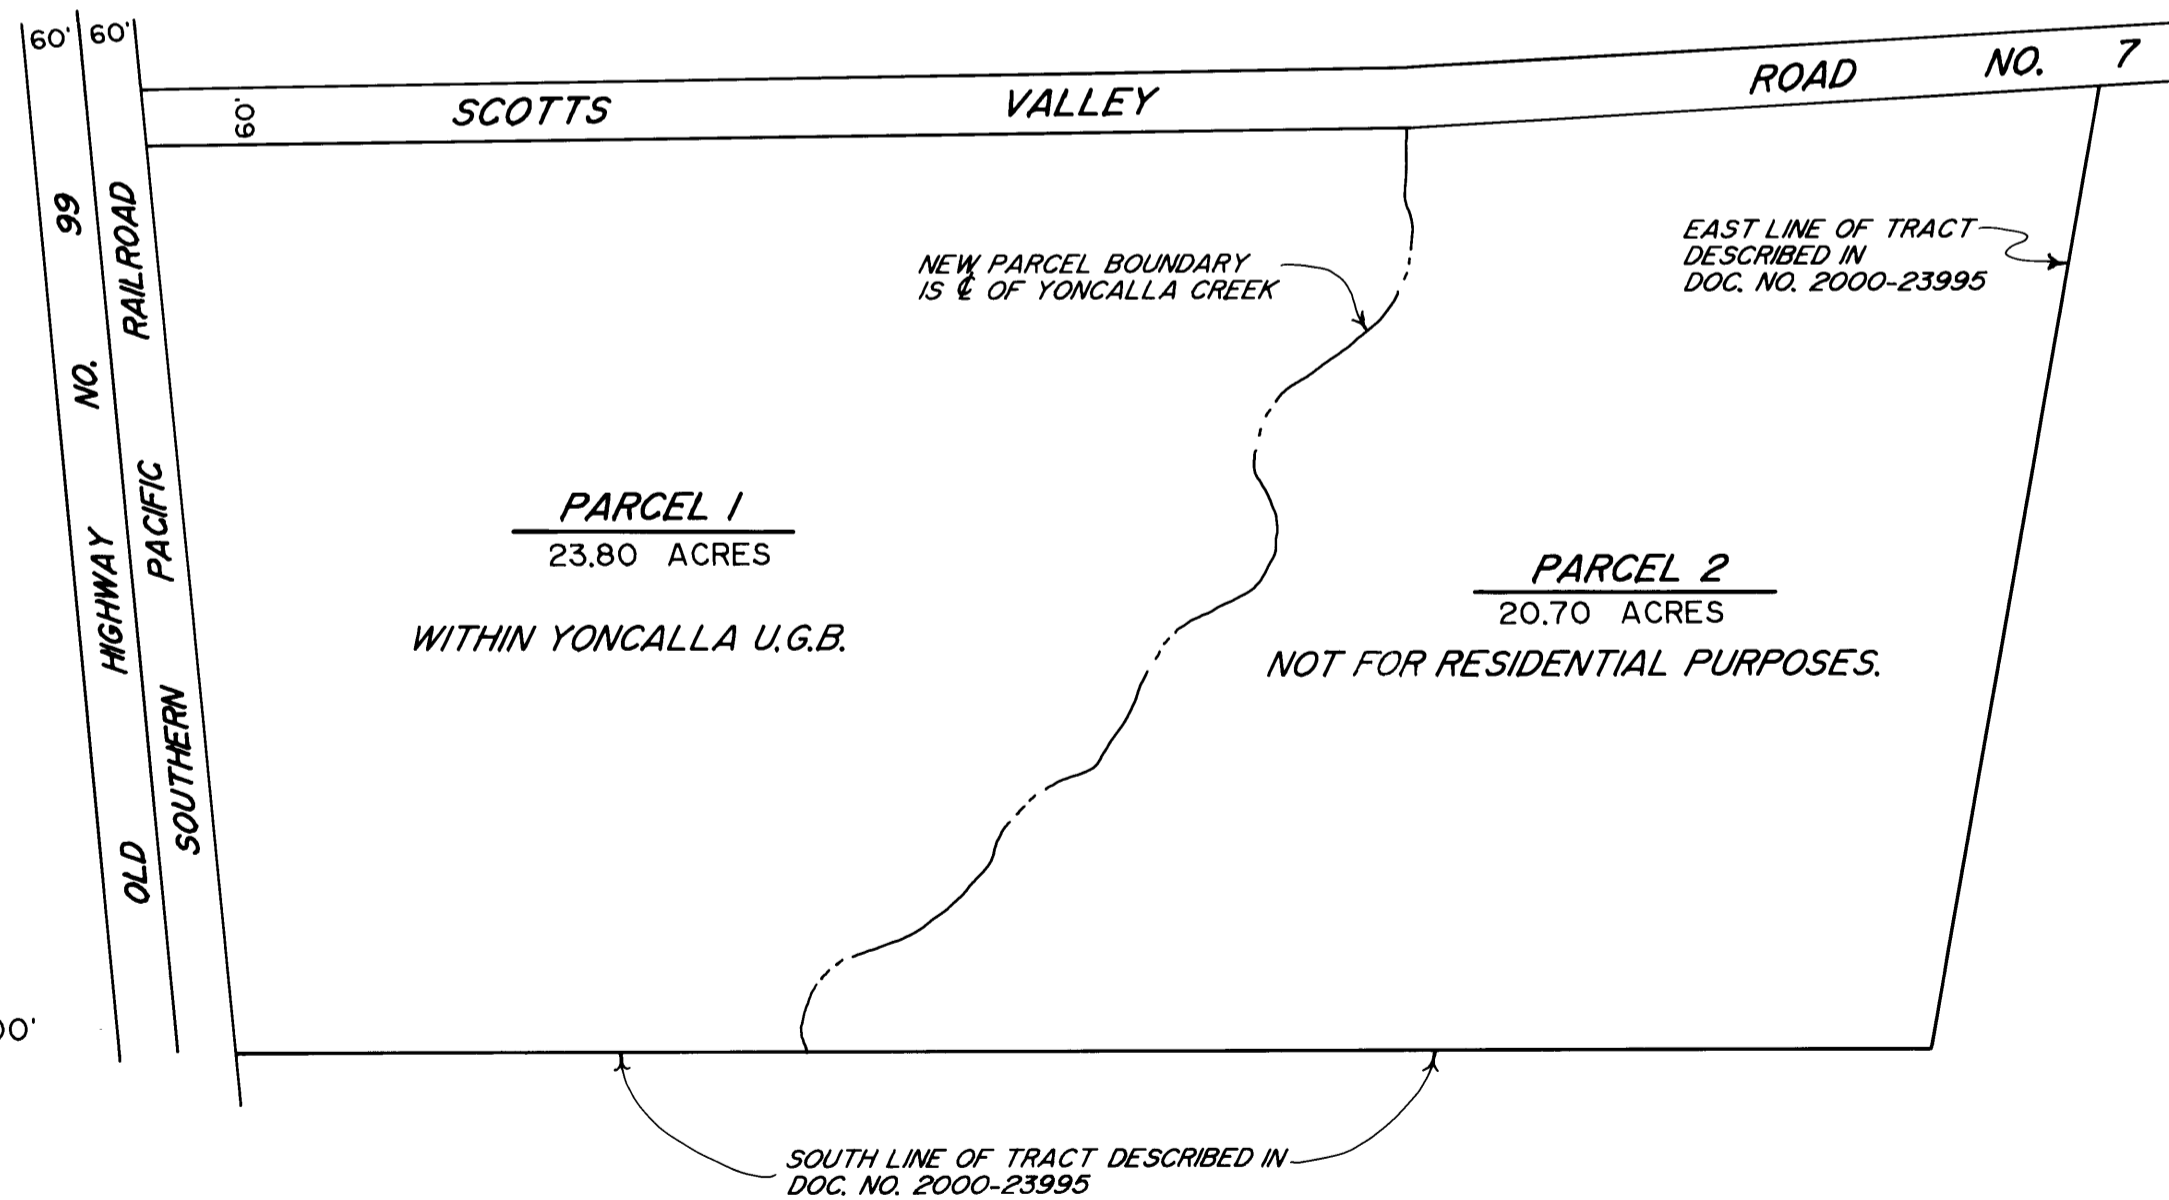 60' 60'
SCOTTS VALLEY ROAD NO. 7
60'
OLD HIGHWAY NO. 99
SOUTHERN PACIFIC RAILROAD
NEW PARCEL BOUNDARY
IS ℄ OF YONCALLA CREEK
EAST LINE OF TRACT
DESCRIBED IN
DOC. NO. 2000-23995
PARCEL 1
23.80 ACRES
WITHIN YONCALLA U.G.B.
PARCEL 2
20.70 ACRES
NOT FOR RESIDENTIAL PURPOSES.
SOUTH LINE OF TRACT DESCRIBED IN
DOC. NO. 2000-23995